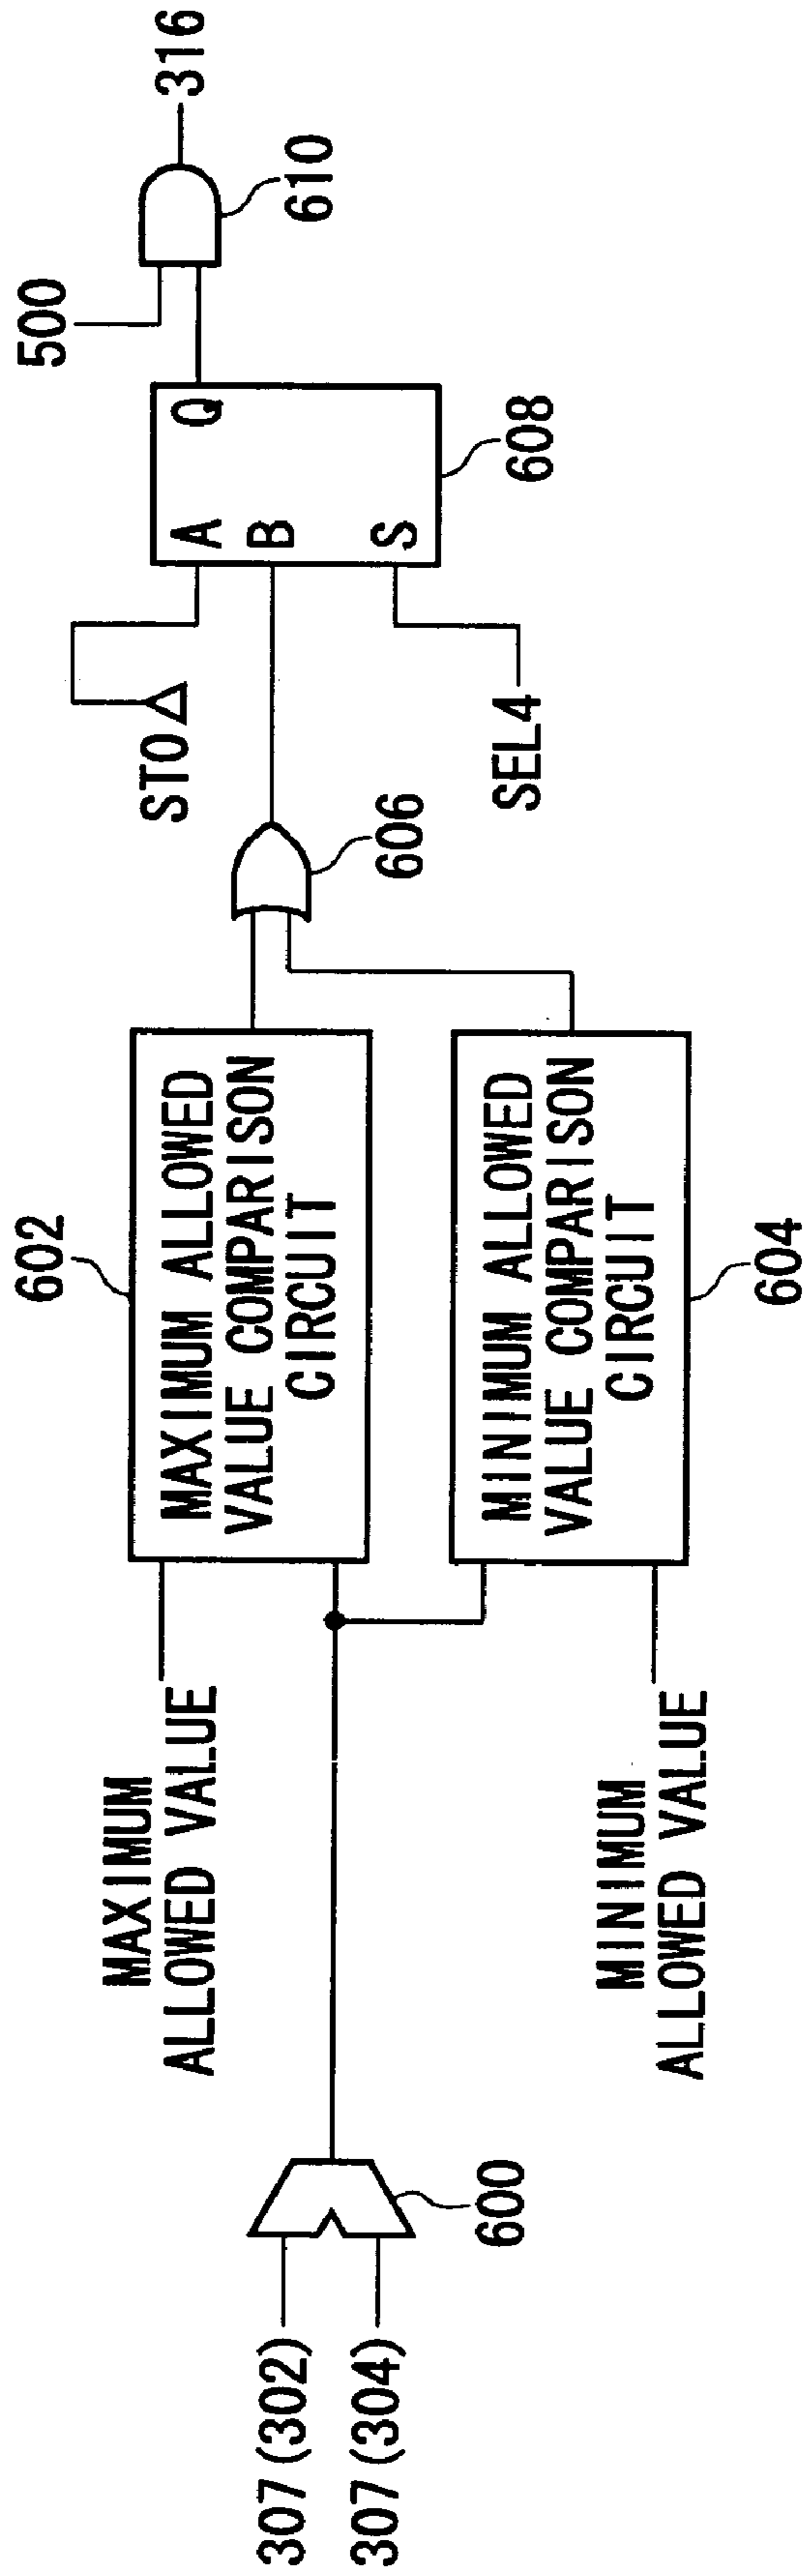 307 (302)
307 (304)
600
MAXIMUM
ALLOWED VALUE
MINIMUM
ALLOWED VALUE
602
MAXIMUM ALLOWED
VALUE COMPARISON
CIRCUIT
MINIMUM ALLOWED
VALUE COMPARISON
CIRCUIT
604
606
ST0
SEL4
A
B
S
Q
608
500
610
316